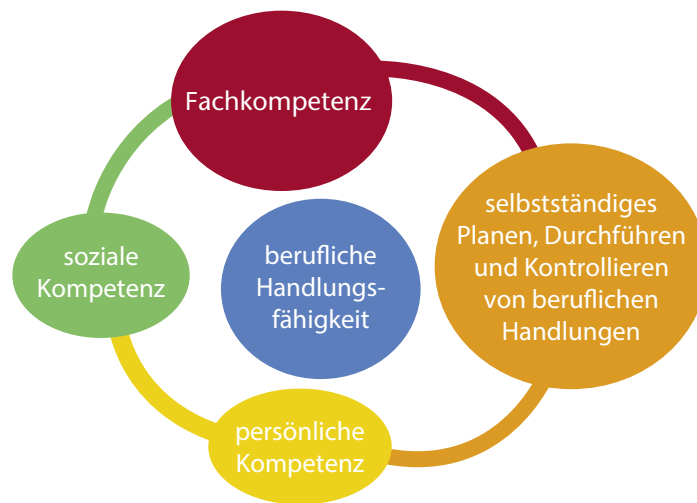 Fachkompetenz
selbstständiges
Planen, Durchführen
und Kontrollieren
von beruflichen
Handlungen
persönliche
Kompetenz
soziale
Kompetenz
berufliche
Handlungs-
fähigkeit